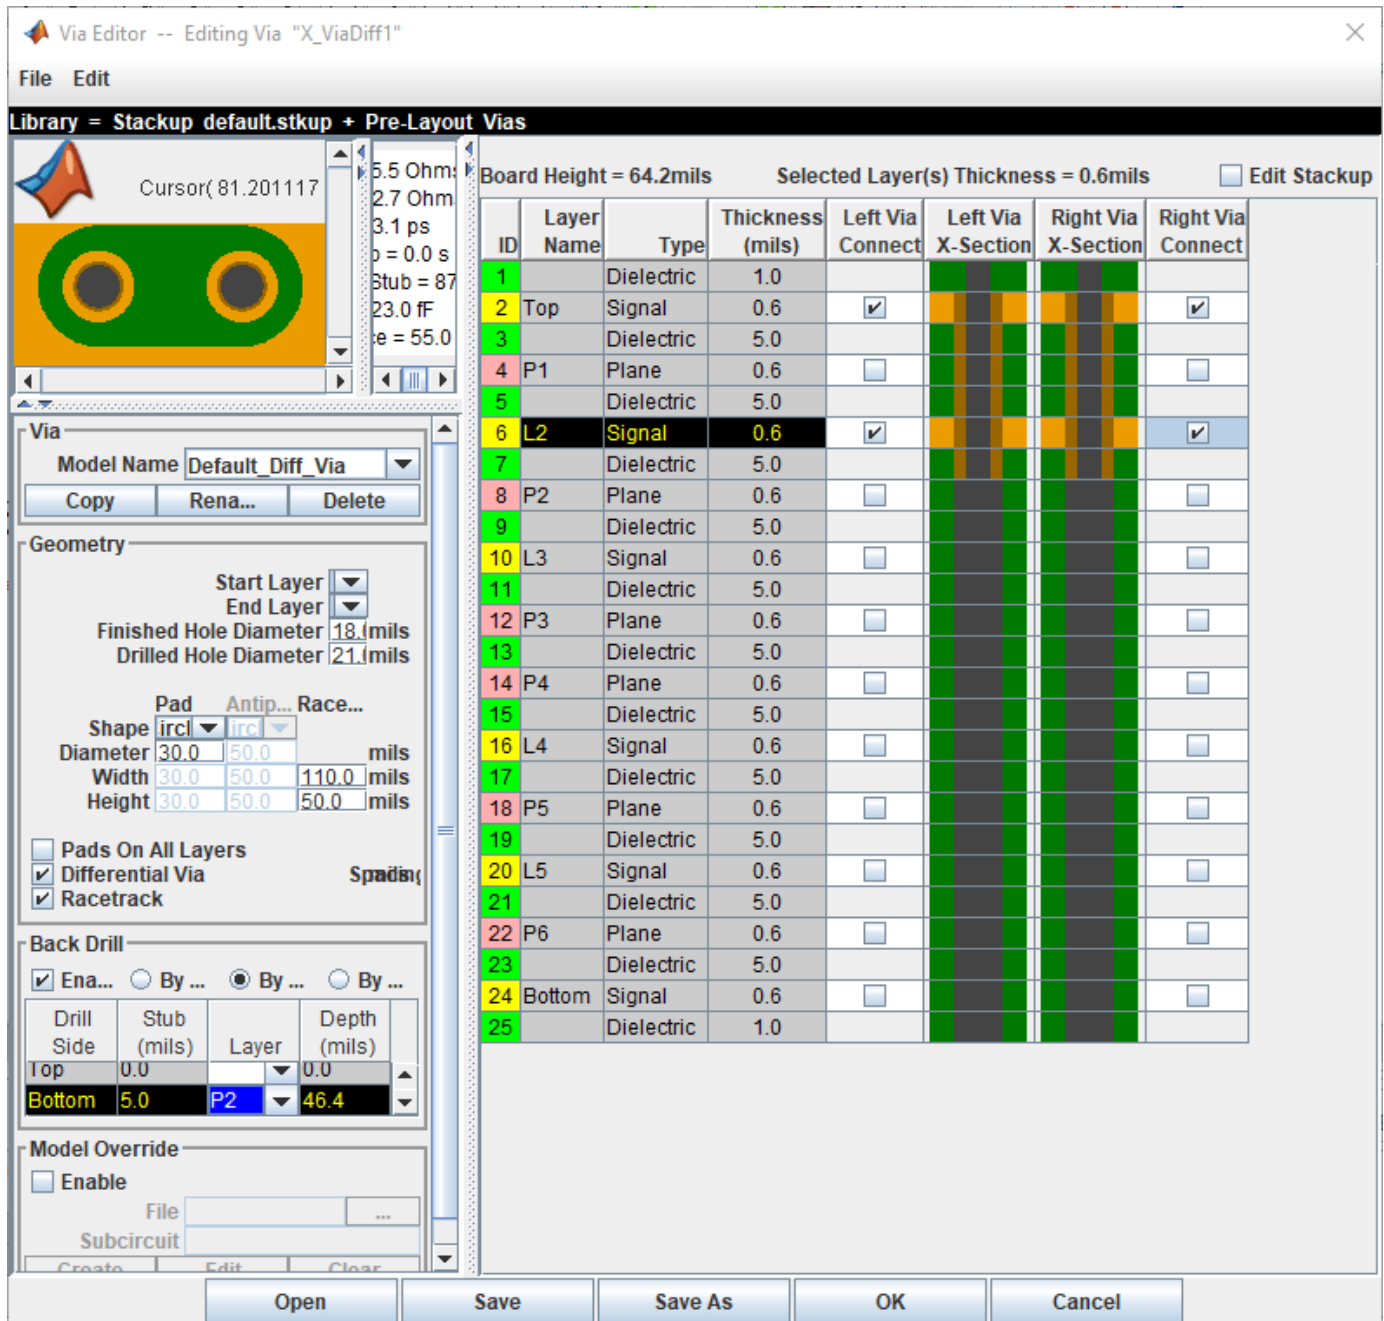 Via Editor -- Editing Via "X_ViaDiff1"
File Edit
Library = Stackup default.stkup + Pre-Layout Vias
Cursor( 81.201117
5.5 Ohm
2.7 Ohm
3.1 ps
= 0.0 s
Stub = 87
23.0 fF
e = 55.0
Via
Model Name Default_Diff_Via
Copy Rena... Delete
Geometry
Start Layer
End Layer
Finished Hole Diameter 18. mils
Drilled Hole Diameter 21. mils
Pad Antip... Race...
Shape ircl ircl
Diameter 30.0 50.0 mils
Width 30.0 50.0 110.0 mils
Height 30.0 50.0 50.0 mils
Pads On All Layers
Differential Via
Racetrack
Back Drill
Ena... By ... By ... By ...
Drill Side Stub (mils) Layer Depth (mils)
Top 0.0 0.0
Bottom 5.0 P2 46.4
Model Override
Enable
File ...
Subcircuit
Create Edit Clear
Board Height = 64.2mils Selected Layer(s) Thickness = 0.6mils Edit Stackup
ID Layer Name Type Thickness (mils) Left Via Connect Left Via X-Section Right Via X-Section Right Via Connect
1 Dielectric 1.0
2 Top Signal 0.6
3 Dielectric 5.0
4 P1 Plane 0.6
5 Dielectric 5.0
6 L2 Signal 0.6
7 Dielectric 5.0
8 P2 Plane 0.6
9 Dielectric 5.0
10 L3 Signal 0.6
11 Dielectric 5.0
12 P3 Plane 0.6
13 Dielectric 5.0
14 P4 Plane 0.6
15 Dielectric 5.0
16 L4 Signal 0.6
17 Dielectric 5.0
18 P5 Plane 0.6
19 Dielectric 5.0
20 L5 Signal 0.6
21 Dielectric 5.0
22 P6 Plane 0.6
23 Dielectric 5.0
24 Bottom Signal 0.6
25 Dielectric 1.0
Open Save Save As OK Cancel